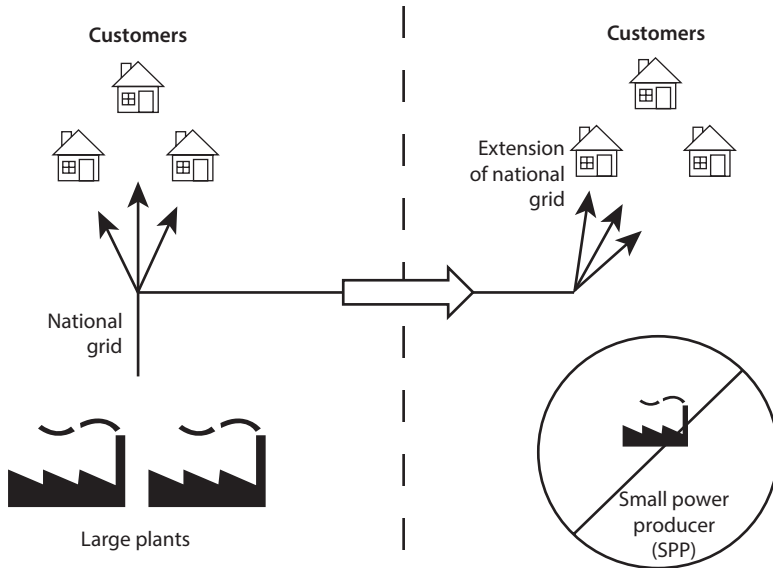 Customers
National
grid
Large plants
Customers
Extension
of national
grid
Small power
producer
(SPP)